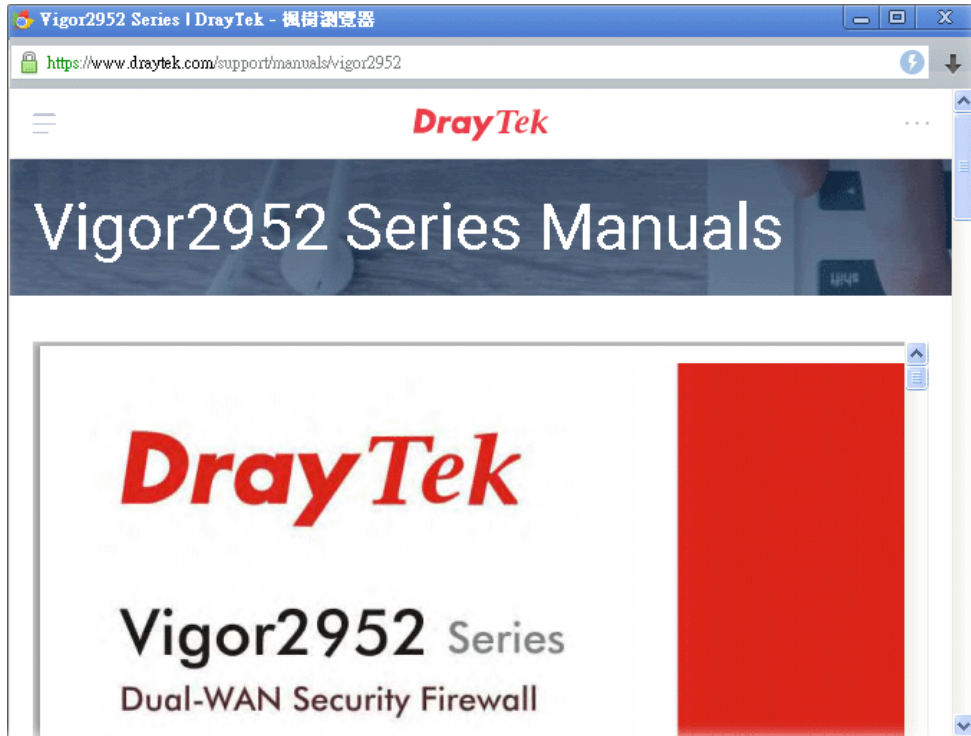 Vigor2952 Series | DrayTek - 楓樹瀏覽器
https://www.draytek.com/support/manuals/vigor2952
DrayTek
Vigor2952 Series Manuals
DrayTek
Vigor2952 Series
Dual-WAN Security Firewall